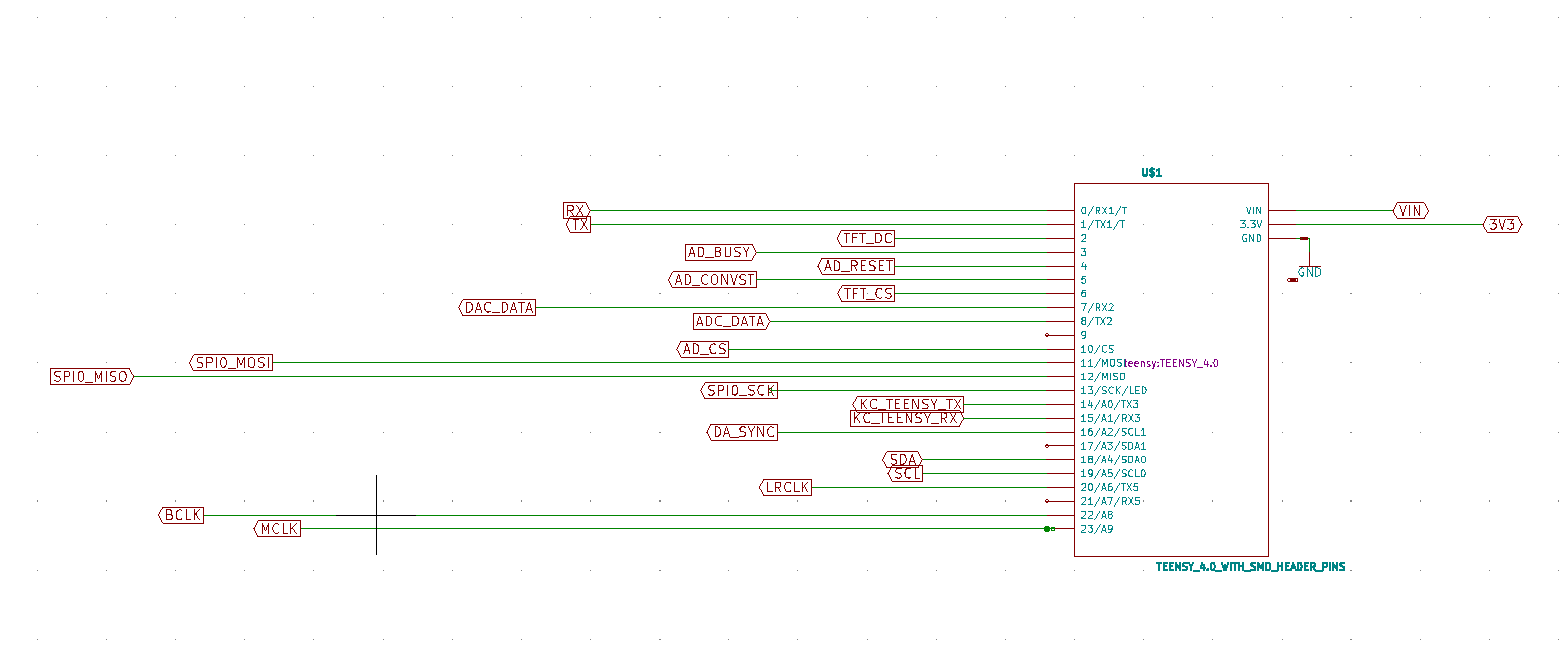 U$1
RX 0/RX1/T VIN VIN
TX 1/TX1/T 3.3V 3V3
TFT_DC 2 GND
AD_BUSY 3
AD_RESET 4
GND
AD_CONVST 5
TFT_CS 6
DAC_DATA 7/RX2
ADC_DATA 8/TX2
9
AD_CS 10/CS
SPI0_MOSI 11/MOSI teensy:TEENSY_4.0
SPI0_MISO 12/MISO
SPI0_SCK 13/SCK/LED
KC_TEENSY_TX 14/A0/TX3
KC_TEENSY_RX 15/A1/RX3
DA_SYNC 16/A2/SCL1
17/A3/SDA1
SDA 18/A4/SDA0
SCL 19/A5/SCL0
LRCLK 20/A6/TX5
21/A7/RX5
BCLK 22/A8
MCLK 23/A9
TEENSY_4.0_WITH_SMD_HEADER_PINS